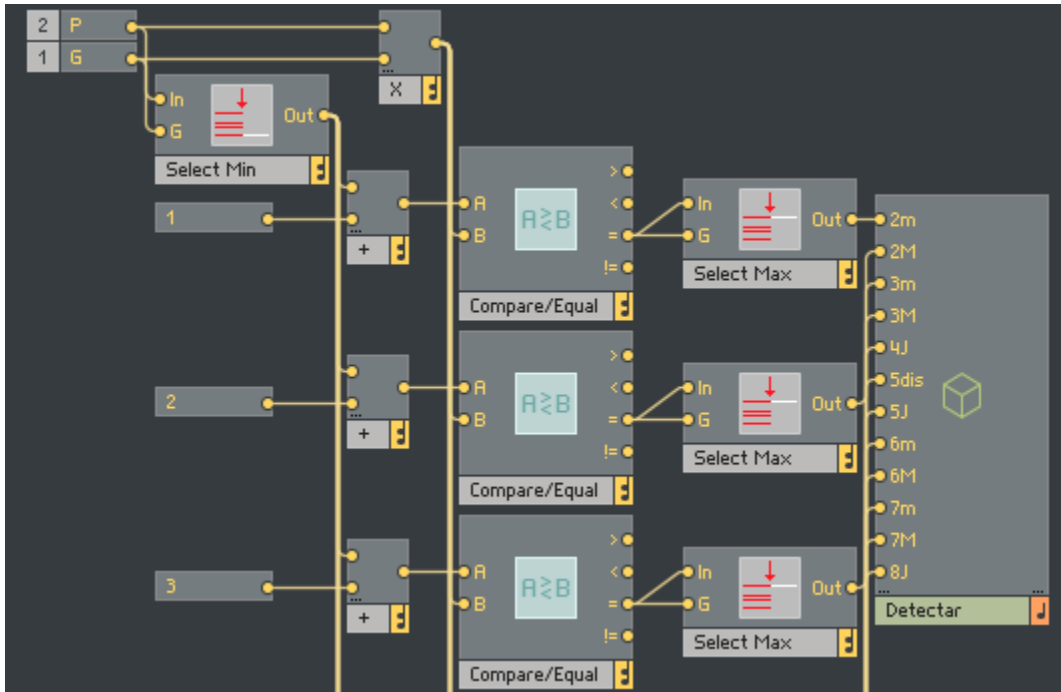 2 P
1 G
... X
In
G
Out
Select Min
1
... +
A
B
A≷B
>
<
=
!=
Compare/Equal
In
G
Out
Select Max
2
... +
A
B
A≷B
>
<
=
!=
Compare/Equal
In
G
Out
Select Max
3
... +
A
B
A≷B
>
<
=
!=
Compare/Equal
In
G
Out
Select Max
2m
2M
3m
3M
4J
5dis
5J
6m
6M
7m
7M
8J
... ...
Detectar